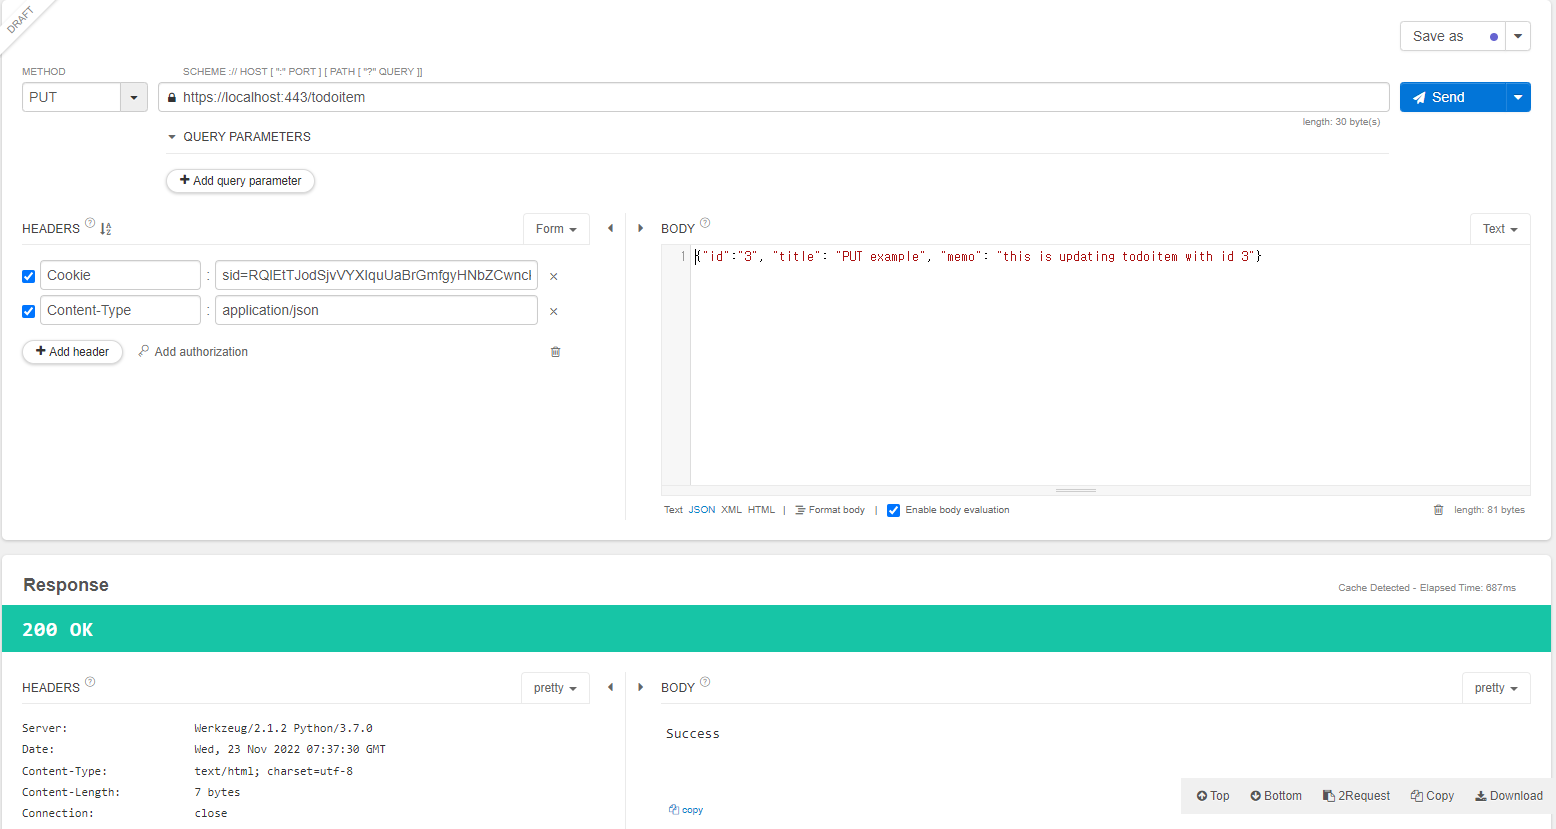 DRAFT
Save as
METHOD
SCHEME :// HOST [ ":" PORT ] [ PATH [ "?" QUERY ]]
PUT
https://localhost:443/todoitem
Send
length: 30 byte(s)
QUERY PARAMETERS
+ Add query parameter
HEADERS ?
Form
BODY ?
Text
Cookie : 
1 {"id":"3", "title": "PUT example", "memo": "this is updating todoitem with id 3"}
Content-Type : application/json
+ Add header Add authorization
Text JSON XML HTML | Format body | Enable body evaluation
length: 81 bytes
Response
Cache Detected - Elapsed Time: 687ms
200 OK
HEADERS ?
pretty
BODY ?
pretty
Server: Werkzeug/2.1.2 Python/3.7.0
Date: Wed, 23 Nov 2022 07:37:30 GMT
Content-Type: text/html; charset=utf-8
Content-Length: 7 bytes
Connection: close
Success
copy
Top Bottom 2Request Copy Download